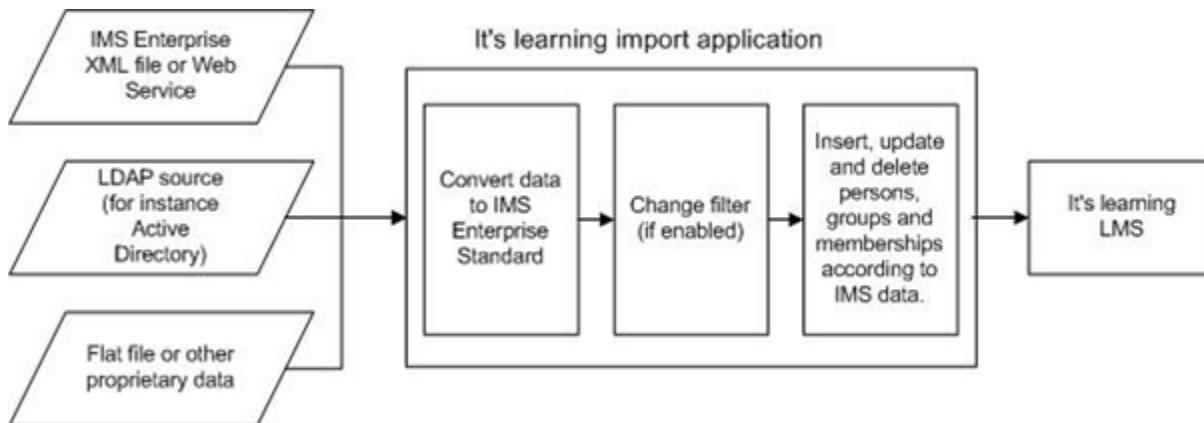 IMS Enterprise
XML file or Web
Service
LDAP source
(for instance
Active
Directory)
Flat file or other
proprietary data
It's learning import application
Convert data
to IMS
Enterprise
Standard
Change filter
(if enabled)
Insert, update
and delete
persons,
groups and
memberships
according to
IMS data.
It's learning
LMS